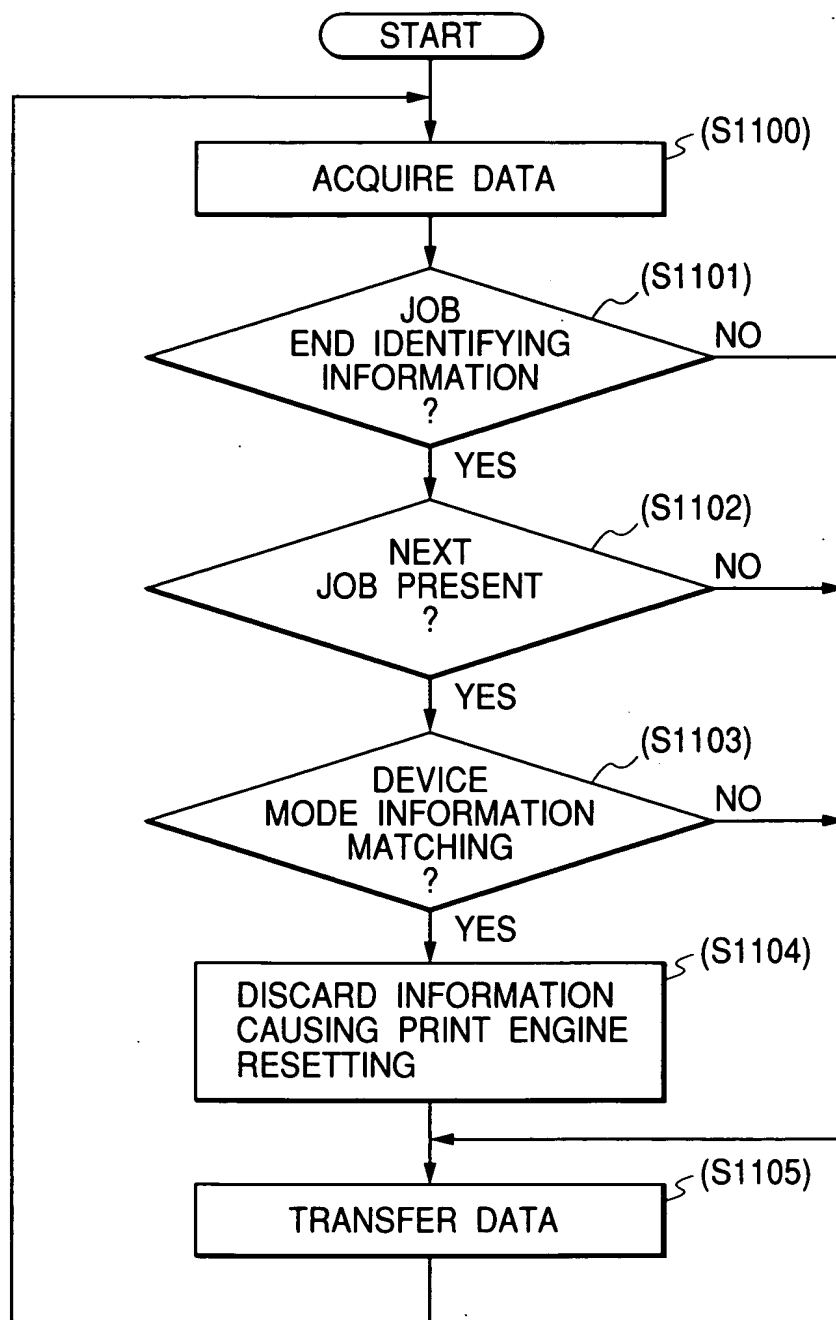 START
(S1100)
ACQUIRE DATA
(S1101)
JOB
END IDENTIFYING
INFORMATION
?
NO
YES
(S1102)
NEXT
JOB PRESENT
?
NO
YES
(S1103)
DEVICE
MODE INFORMATION
MATCHING
?
NO
YES
(S1104)
DISCARD INFORMATION
CAUSING PRINT ENGINE
RESETTING
(S1105)
TRANSFER DATA